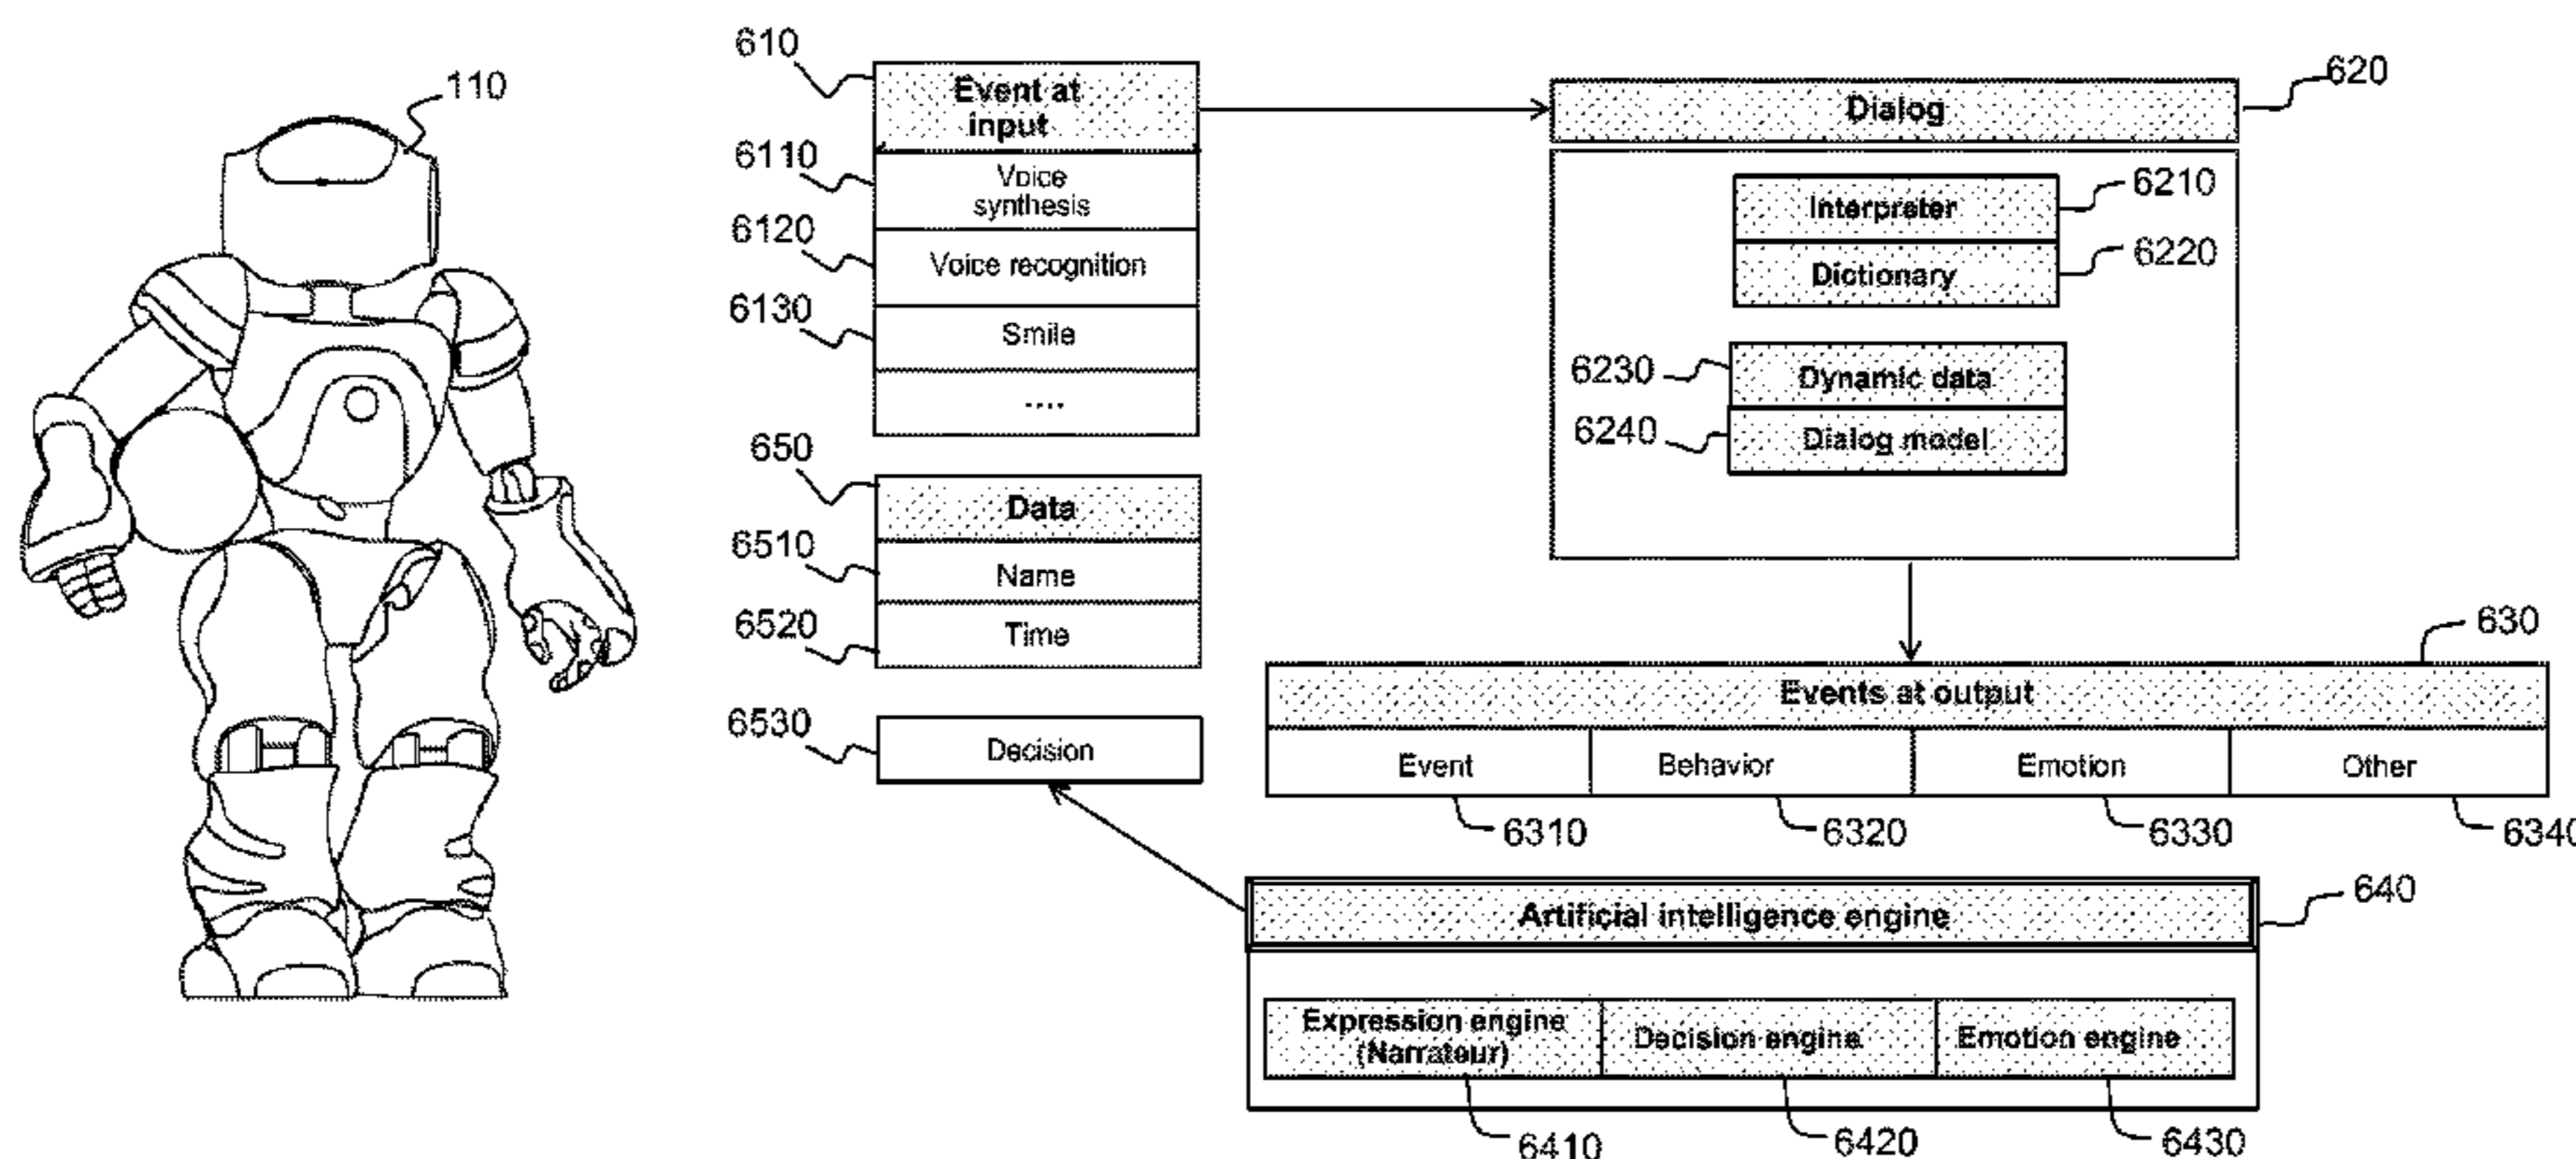 110
610
Event at
input
6110
Voice
synthesis
6120
Voice recognition
6130
Smile
....
650
Data
6510
Name
6520
Time
6530
Decision
620
Dialog
6210
Interpreter
6220
Dictionary
6230
Dynamic data
6240
Dialog model
630
Events at output
Event
Behavior
Emotion
Other
6310
6320
6330
6340
640
Artificial intelligence engine
Expression engine
(Narrateur)
Decision engine
Emotion engine
6410
6420
6430